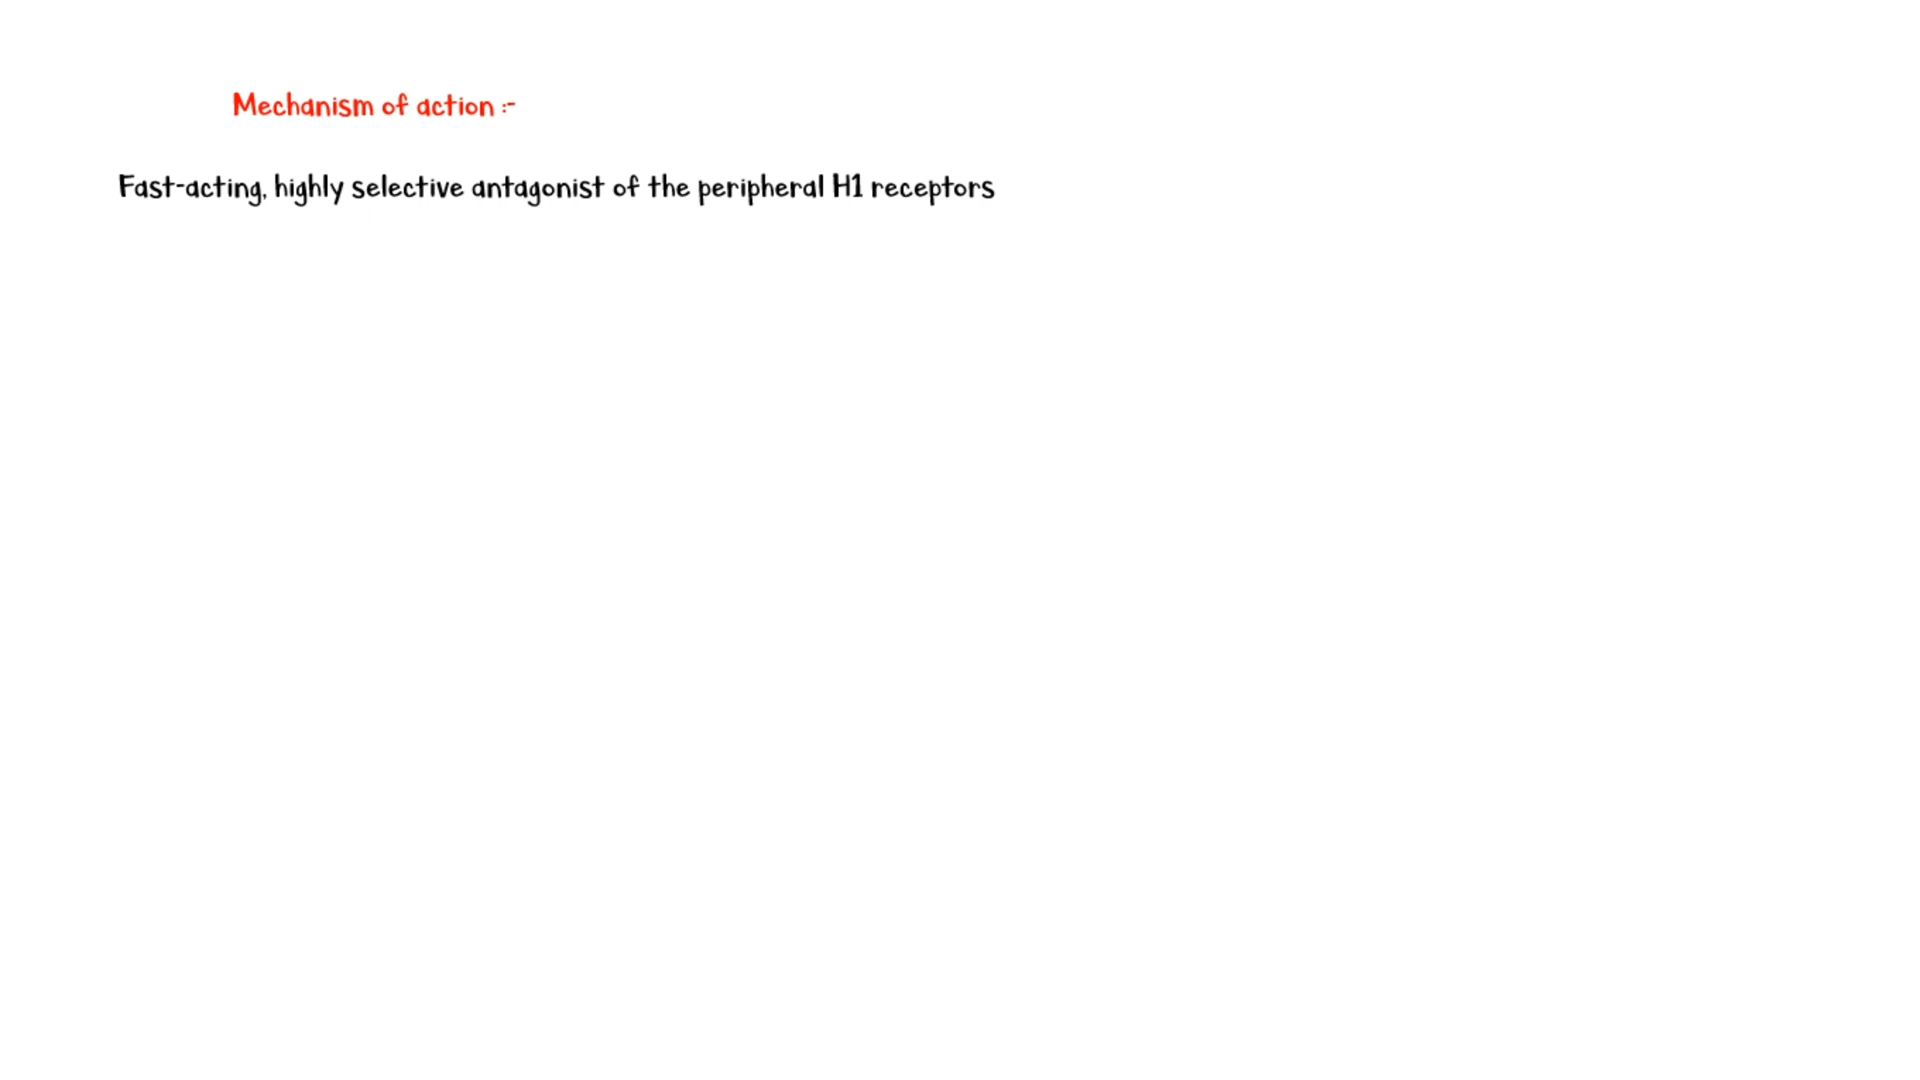 Mechanism of action :-
Fast-acting, highly selective antagonist of the peripheral H1 receptors